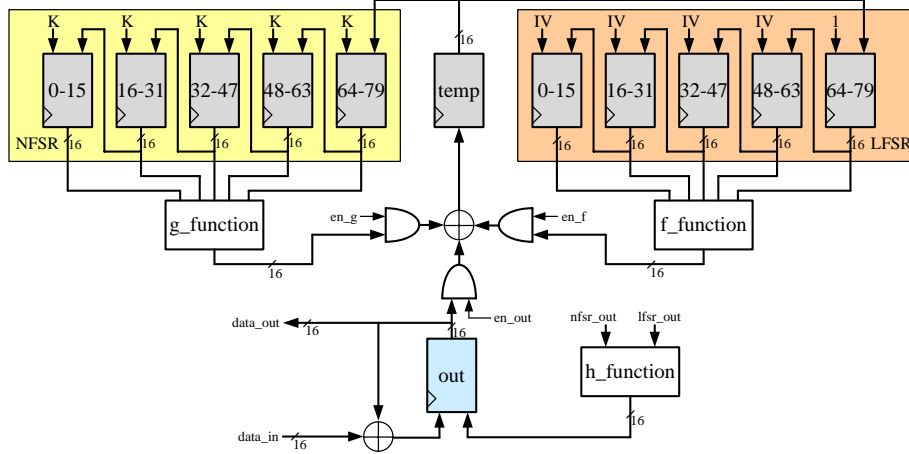 K K K K IV IV IV IV 1
16
0-15 16-31 32-47 48-63 64-79 temp 0-15 16-31 32-47 48-63 64-79
NFSR 16 16 16 16 16 16 16 16 16 16 LFSR
g_function en_g en_f f_function
16 16
en_out
data_out 16 16 nfsr_out lfsr_out
out h_function
16
data_in 16